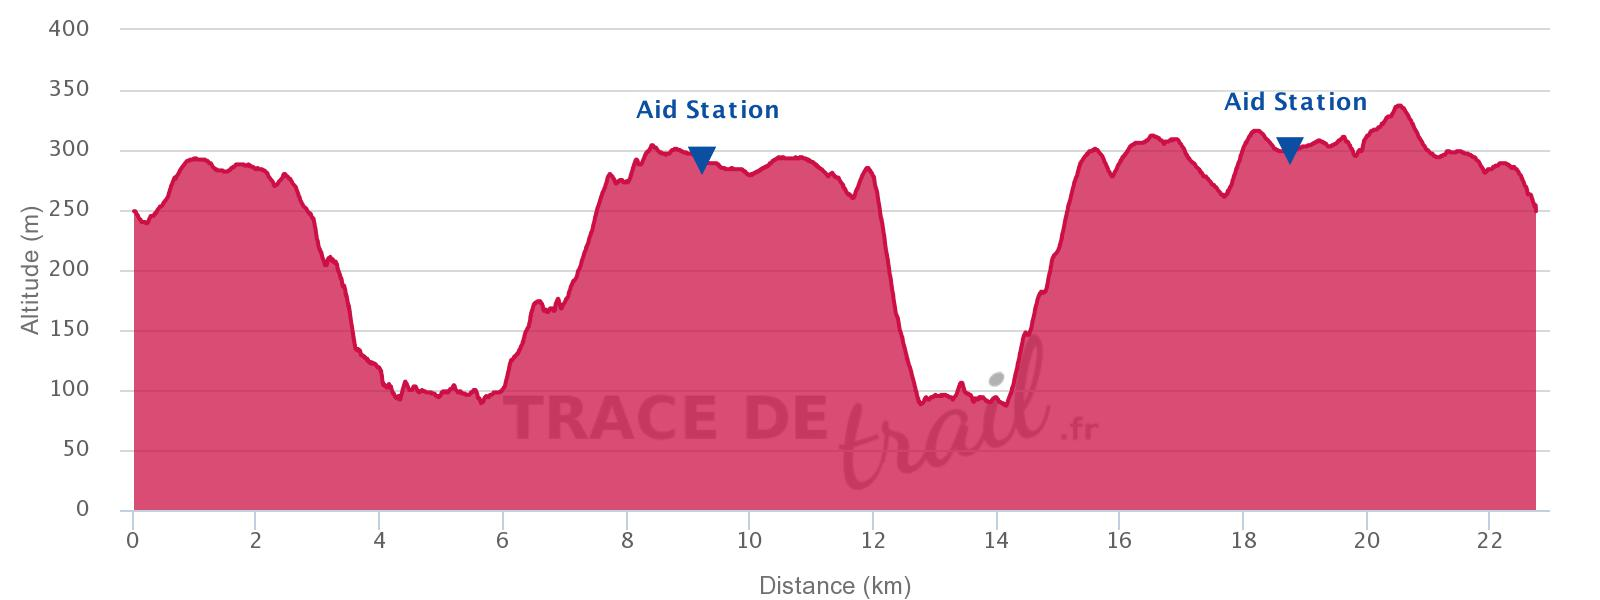 400
350
300
250
200
150
100
50
0
Altitude (m)
Aid Station
Aid Station
TRACE DE trail.fr
0 2 4 6 8 10 12 14 16 18 20 22
Distance (km)